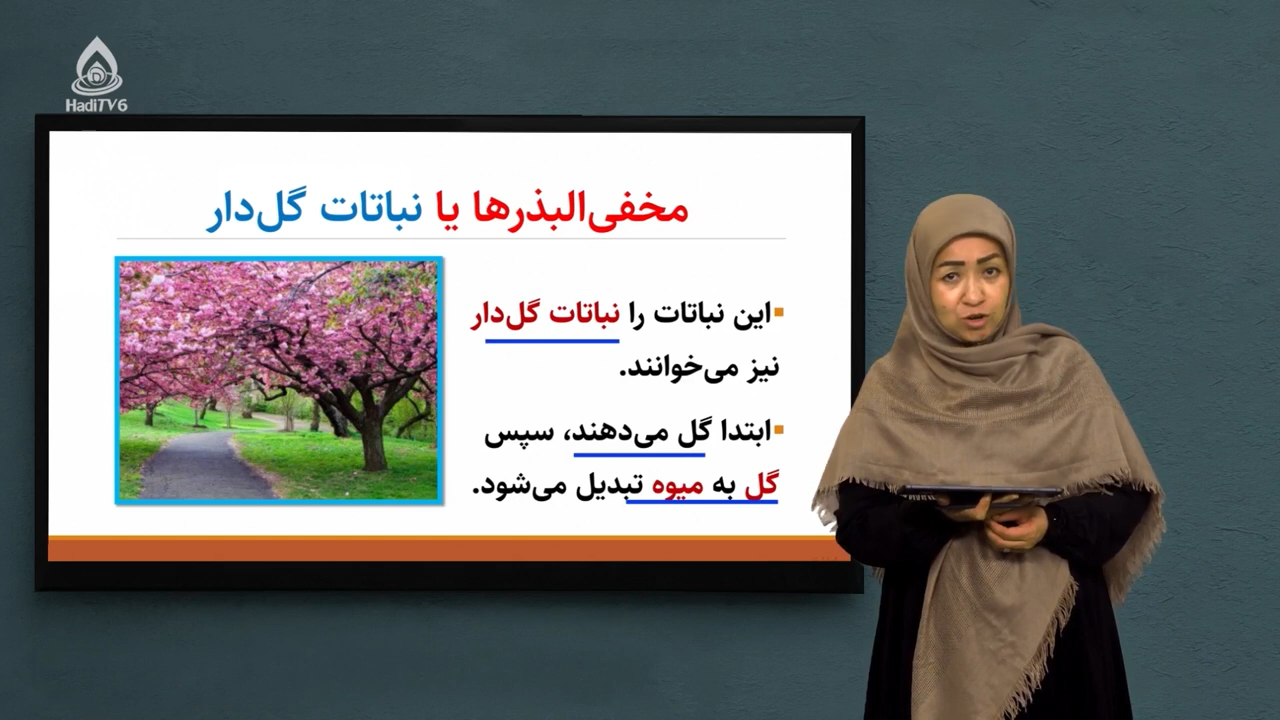 HadiTV6
مخفی‌البذرها یا نباتات گل‌دار
این نباتات را نباتات گل‌دار
نیز می‌خوانند.
ابتدا گل می‌دهند، سپس
گل به میوه تبدیل می‌شود.